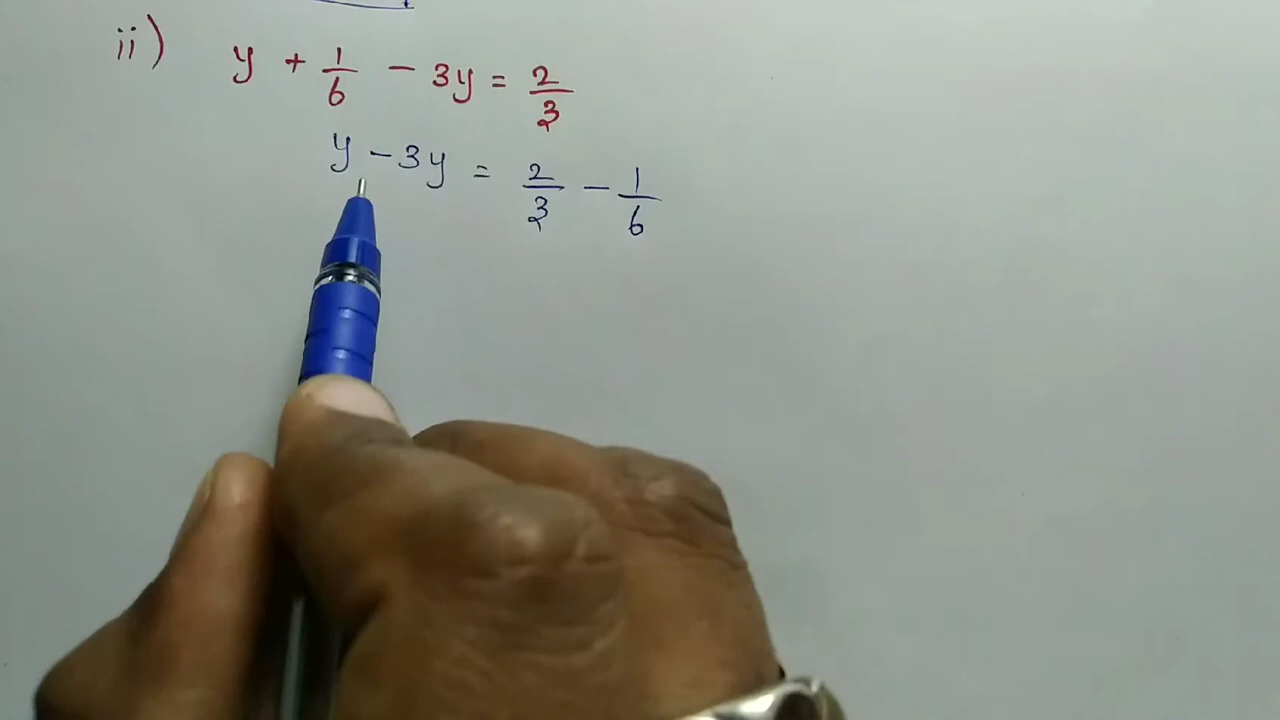 ii) y + 1/6 - 3y = 2/3
y - 3y = 2/3 - 1/6